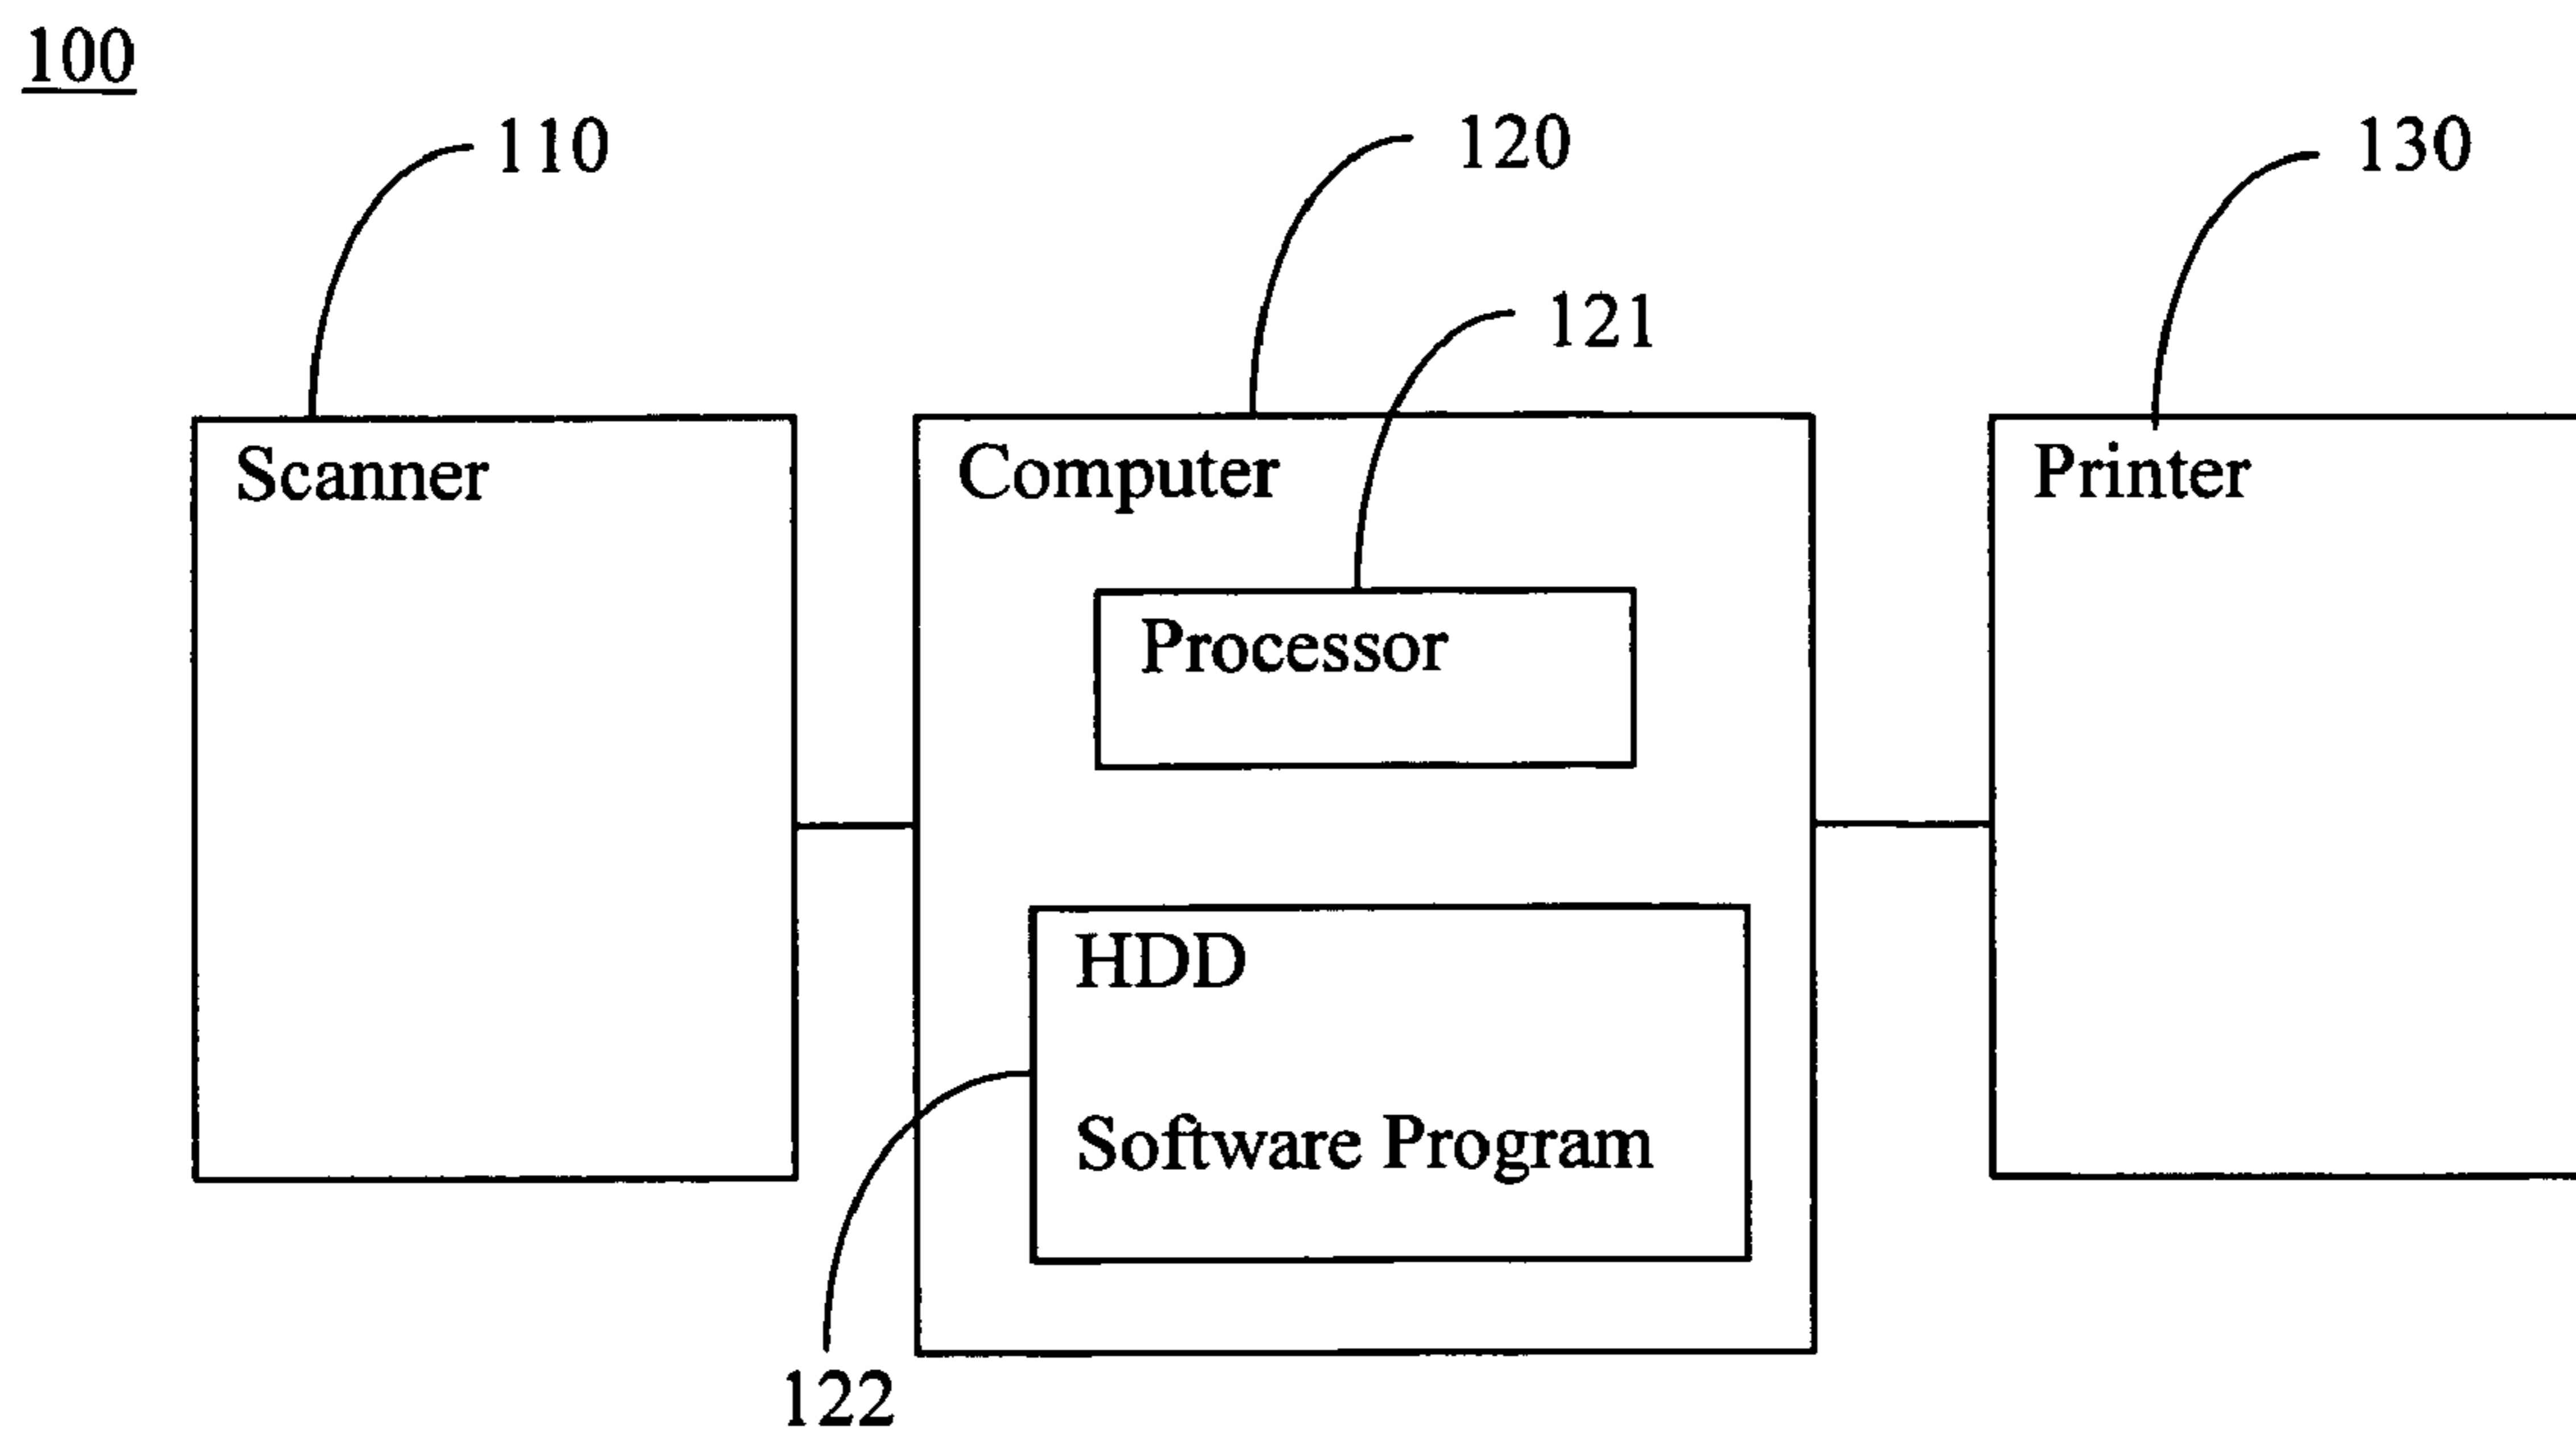 100
110
120
130
121
Scanner
Computer
Printer
Processor
HDD
Software Program
122